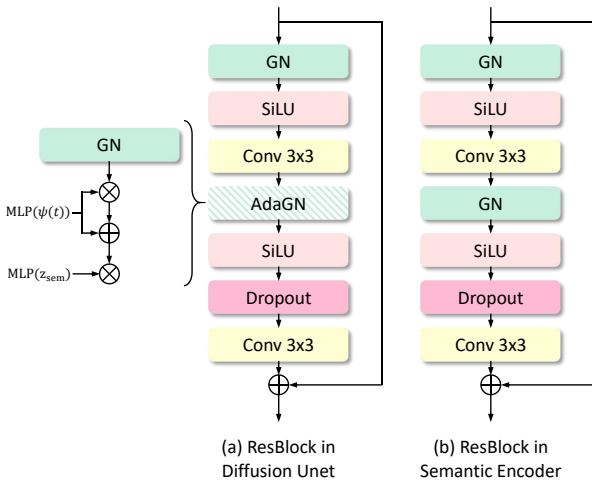 GN
MLP(ψ(t))
MLP(z_sem)
GN
SiLU
Conv 3x3
AdaGN
SiLU
Dropout
Conv 3x3
(a) ResBlock in
Diffusion Unet
GN
SiLU
Conv 3x3
GN
SiLU
Dropout
Conv 3x3
(b) ResBlock in
Semantic Encoder